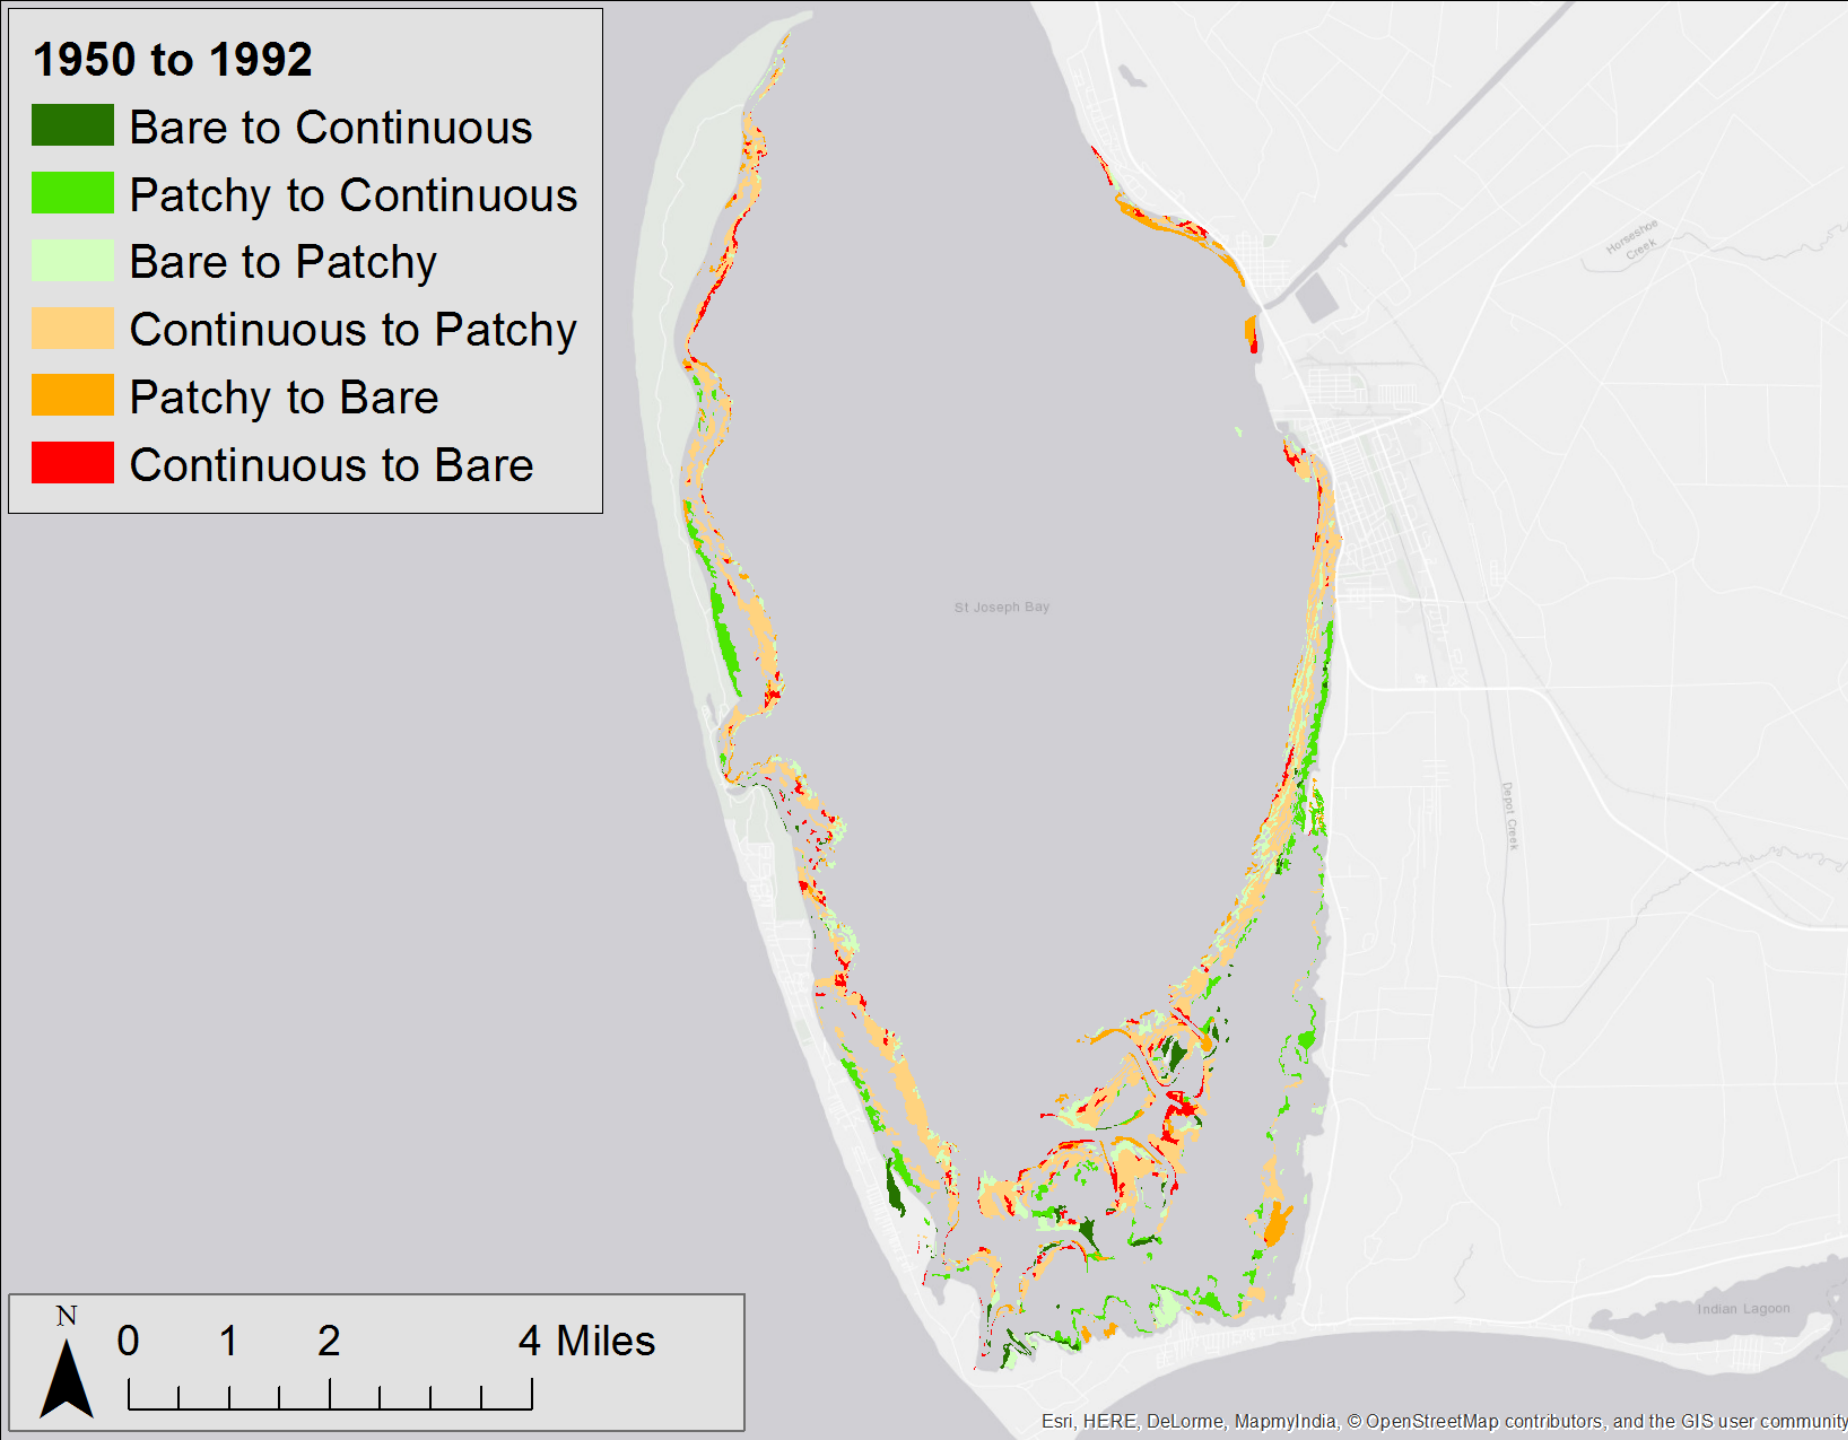 1950 to 1992
Bare to Continuous
Patchy to Continuous
Bare to Patchy
Continuous to Patchy
Patchy to Bare
Continuous to Bare
Horseshoe
Creek
St Joseph Bay
Depot Creek
Indian Lagoon
N
0 1 2 4 Miles
Esri, HERE, DeLorme, MapmyIndia, © OpenStreetMap contributors, and the GIS user community